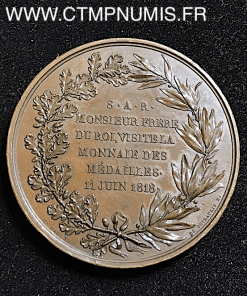 WWW.CTMPNUMIS.FR
S·A·R·
MONSIEUR FRERE
DU ROI, VISITE LA
MONNAIE DES
MÉDAILLES.
11 JUIN 1818.